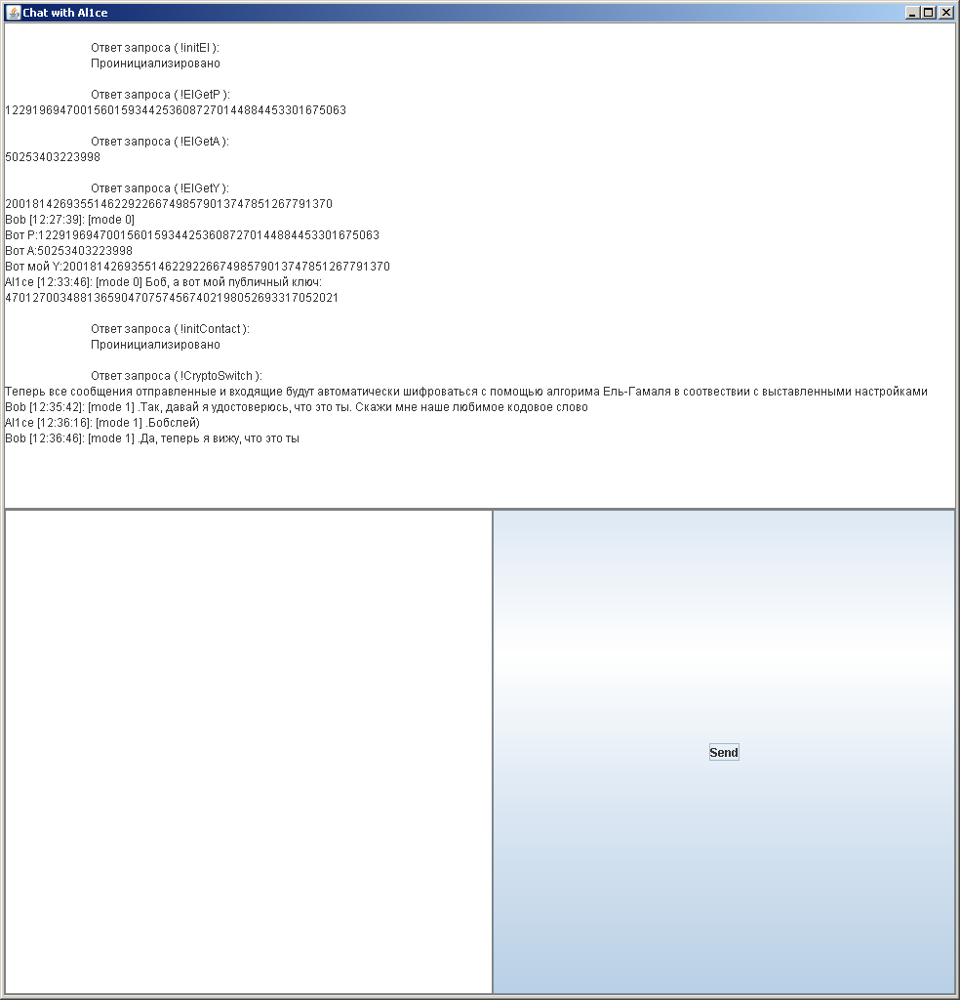 Chat with Al1ce
Ответ запроса ( !initEl ):
Проинициализировано
Ответ запроса ( !ElGetP ):
1229196947001560159344253608727014488445330167506​3
Ответ запроса ( !ElGetA ):
50253403223998
Ответ запроса ( !ElGetY ):
200181426935514622922667498579013747851267791370
Bob [12:27:39]: [mode 0]
Вот P:12291969470015601593442536087270144884453301675063
Вот A:50253403223998
Вот мой Y:200181426935514622922667498579013747851267791370
Al1ce [12:33:46]: [mode 0] Боб, а вот мой публичный ключ:
4701270034881365904707574567402198052693317052021
Ответ запроса ( !initContact ):
Проинициализировано
Ответ запроса ( !CryptoSwitch ):
Теперь все сообщения отправленные и входящие будут автоматически шифроваться с помощью алгорима Ель-Гамаля в соотвествии с выставленными настройками
Bob [12:35:42]: [mode 1] .Так, давай я удостоверюсь, что это ты. Скажи мне наше любимое кодовое слово
Al1ce [12:36:16]: [mode 1] .Бобслей)
Bob [12:36:46]: [mode 1] .Да, теперь я вижу, что это ты
Send